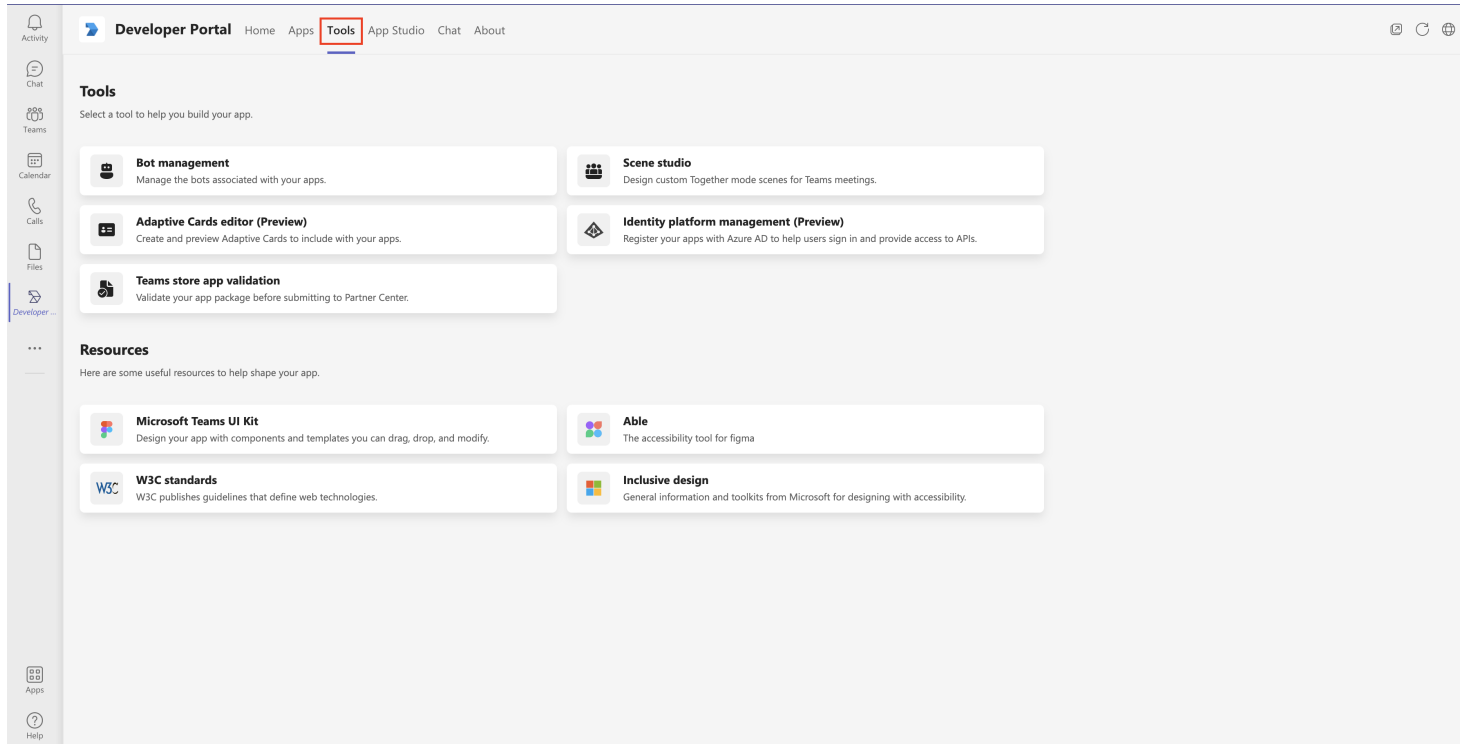 Activity
Chat
Teams
Calendar
Calls
Files
Developer ...
Apps
Help
Developer Portal Home Apps Tools App Studio Chat About
Tools
Select a tool to help you build your app.
Bot management
Manage the bots associated with your apps.
Scene studio
Design custom Together mode scenes for Teams meetings.
Adaptive Cards editor (Preview)
Create and preview Adaptive Cards to include with your apps.
Identity platform management (Preview)
Register your apps with Azure AD to help users sign in and provide access to APIs.
Teams store app validation
Validate your app package before submitting to Partner Center.
Resources
Here are some useful resources to help shape your app.
Microsoft Teams UI Kit
Design your app with components and templates you can drag, drop, and modify.
Able
The accessibility tool for figma
W3C
W3C standards
W3C publishes guidelines that define web technologies.
Inclusive design
General information and toolkits from Microsoft for designing with accessibility.